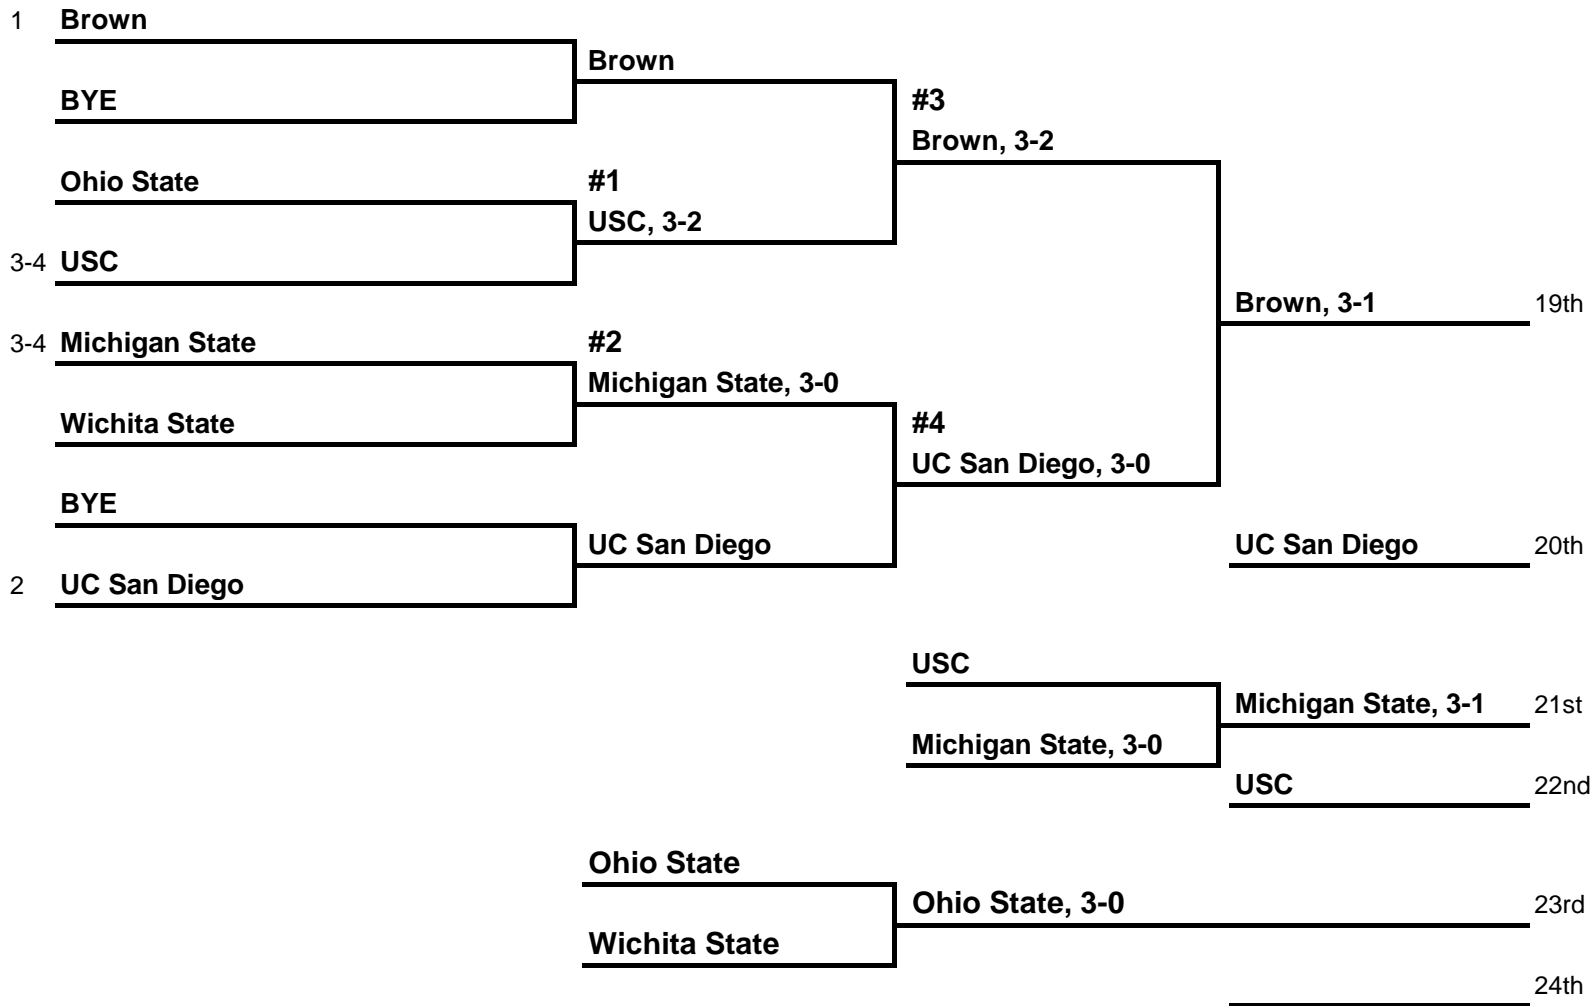 1 Brown
Brown
BYE
#3
Brown, 3-2
Ohio State
#1
USC, 3-2
3-4 USC
Brown, 3-1 19th
3-4 Michigan State
#2
Michigan State, 3-0
Wichita State
#4
UC San Diego, 3-0
BYE
UC San Diego
UC San Diego 20th
2 UC San Diego
USC
Michigan State, 3-1 21st
Michigan State, 3-0
USC 22nd
Ohio State
Ohio State, 3-0 23rd
Wichita State
24th